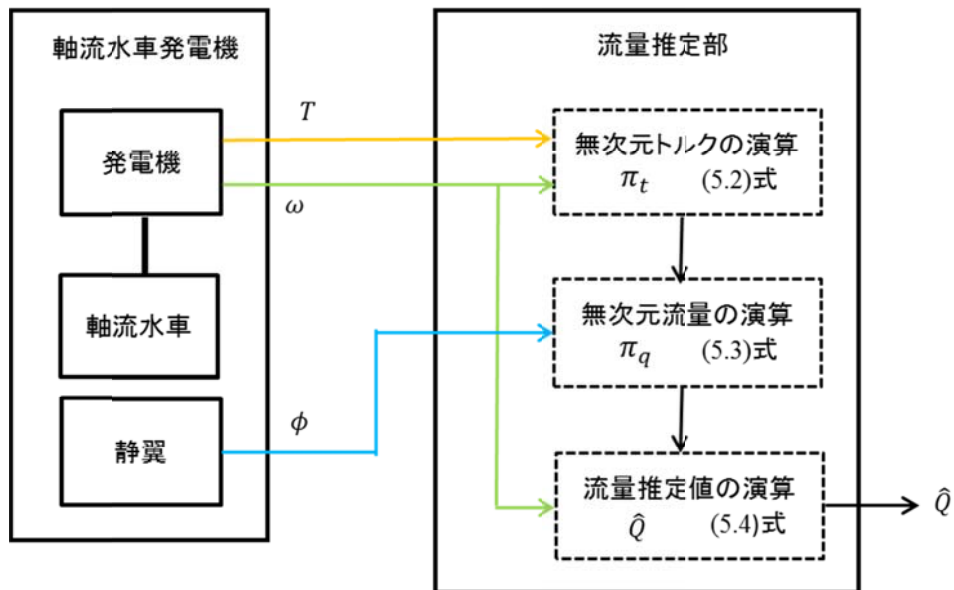 軸流水車発電機
発電機
軸流水車
静翼
T
ω
ϕ
流量推定部
無次元トルクの演算
π_t (5.2)式
無次元流量の演算
π_q (5.3)式
流量推定値の演算
Q̂ (5.4)式
Q̂